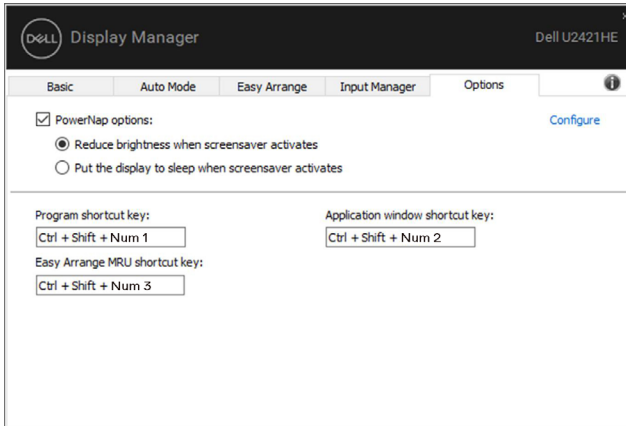 DELL Display Manager
Dell U2421HE
Basic Auto Mode Easy Arrange Input Manager Options
PowerNap options:
Configure
Reduce brightness when screensaver activates
Put the display to sleep when screensaver activates
Program shortcut key:
Application window shortcut key:
Ctrl + Shift + Num 1
Ctrl + Shift + Num 2
Easy Arrange MRU shortcut key:
Ctrl + Shift + Num 3